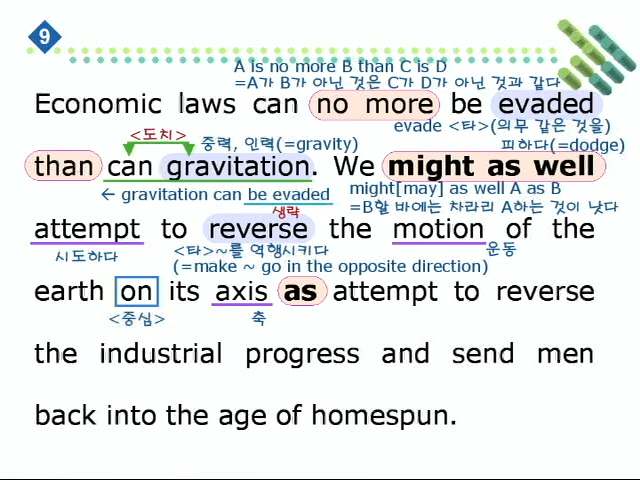 9
A is no more B than C is D
=A가 B가 아닌 것은 C가 D가 아닌 것과 같다
Economic laws can no more be evaded
evade <타>(의무 같은 것을)
<도치> 중력, 인력(=gravity) 피하다(=dodge)
than can gravitation. We might as well
← gravitation can be evaded might[may] as well A as B
생략 =B할 바에는 차라리 A하는 것이 낫다
attempt to reverse the motion of the
시도하다 <타>~를 역행시키다 운동
(=make ~ go in the opposite direction)
earth on its axis as attempt to reverse
<중심> 축
the industrial progress and send men
back into the age of homespun.